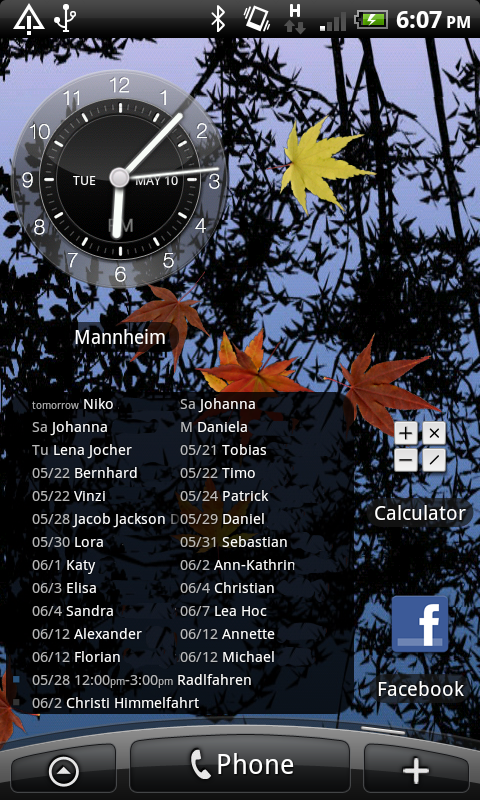 H 6:07 PM
12
11 1
10 2
9 TUE MAY 10 3
PM
8 4
7 5
6
Mannheim
tomorrow Niko Sa Johanna
Sa Johanna M Daniela
Tu Lena Jocher 05/21 Tobias
05/22 Bernhard 05/22 Timo
05/22 Vinzi 05/24 Patrick
05/28 Jacob Jackson D 05/29 Daniel
05/30 Lora 05/31 Sebastian
06/1 Katy 06/2 Ann-Kathrin
06/3 Elisa 06/4 Christian
06/4 Sandra 06/7 Lea Hoc
06/12 Alexander 06/12 Annette
06/12 Florian 06/12 Michael
05/28 12:00pm-3:00pm Radlfahren
06/2 Christi Himmelfahrt
Calculator
f
Facebook
Phone